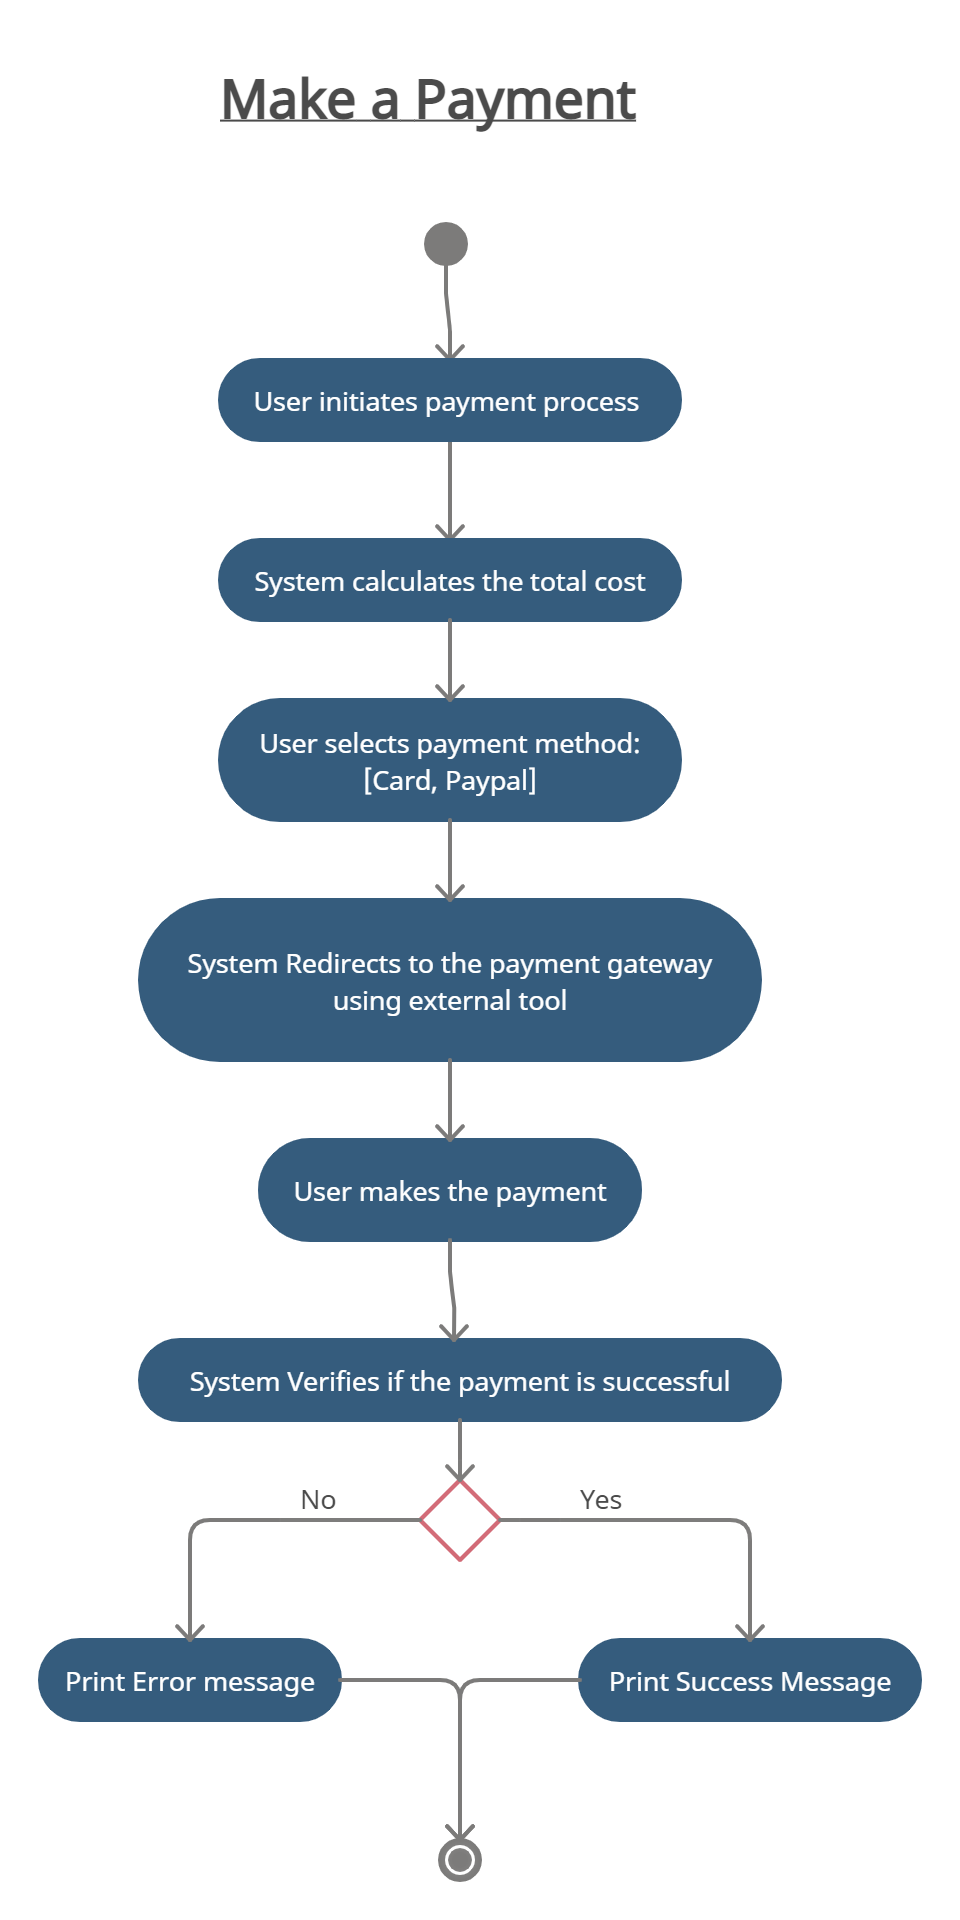 Make a Payment
User initiates payment process
System calculates the total cost
User selects payment method:
[Card, Paypal]
System Redirects to the payment gateway
using external tool
User makes the payment
System Verifies if the payment is successful
No
Yes
Print Error message
Print Success Message